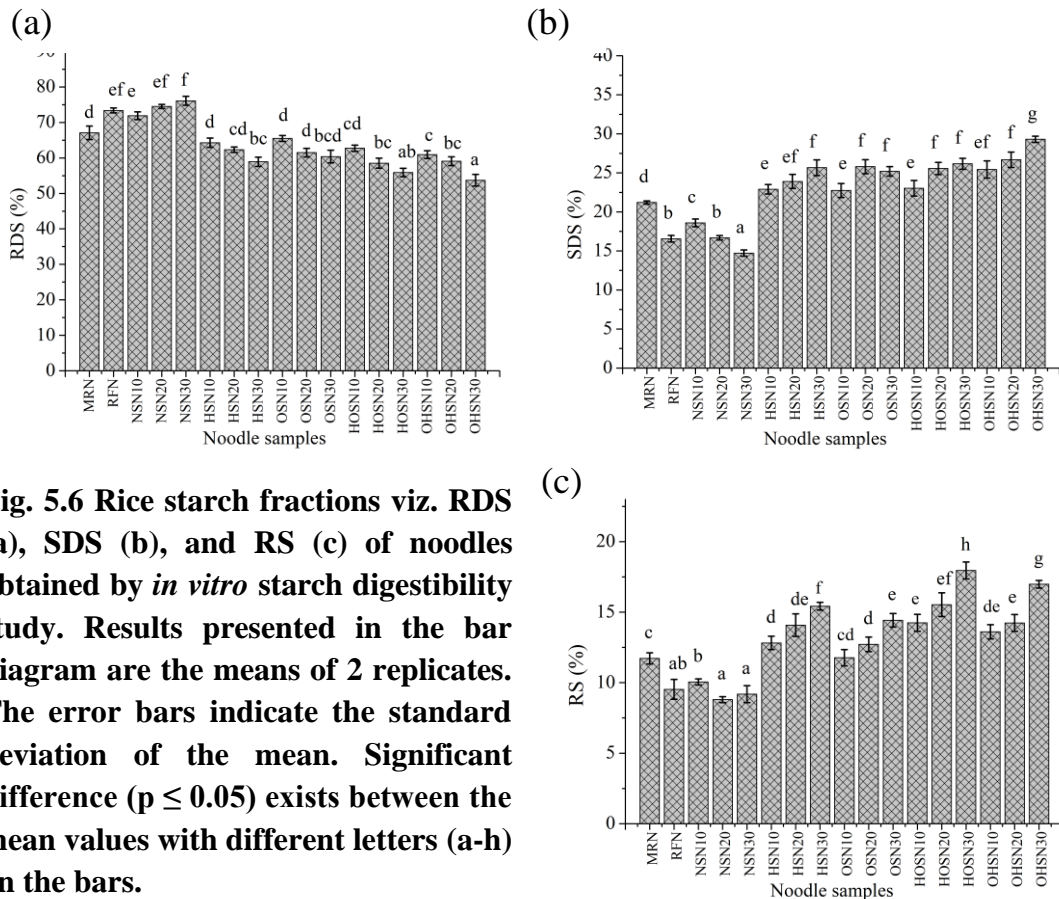 (a)
90
80
70
60
50
40
30
20
10
0
RDS (%)
d ef e ef f d cd bc d d bcd cd bc ab c bc a
MRN RFN NSN10 NSN20 NSN30 HSN10 HSN20 HSN30 OSN10 OSN20 OSN30 HOSN10 HOSN20 HOSN30 OHSN10 OHSN20 OHSN30
Noodle samples
(b)
40
35
30
25
20
15
10
5
0
SDS (%)
d b c b a e ef f e f f e f f ef f g
MRN RFN NSN10 NSN20 NSN30 HSN10 HSN20 HSN30 OSN10 OSN20 OSN30 HOSN10 HOSN20 HOSN30 OHSN10 OHSN20 OHSN30
Noodle samples
ig. 5.6 Rice starch fractions viz. RDS
a), SDS (b), and RS (c) of noodles
btained by in vitro starch digestibility
tudy. Results presented in the bar
iagram are the means of 2 replicates.
The error bars indicate the standard
eviation of the mean. Significant
ifference (p ≤ 0.05) exists between the
mean values with different letters (a-h)
n the bars.
(c)
20
15
10
5
0
RS (%)
c ab b a a d de f cd d e e ef h de e g
MRN RFN NSN10 NSN20 NSN30 HSN10 HSN20 HSN30 OSN10 OSN20 OSN30 HOSN10 HOSN20 HOSN30 OHSN10 OHSN20 OHSN30
Noodle samples